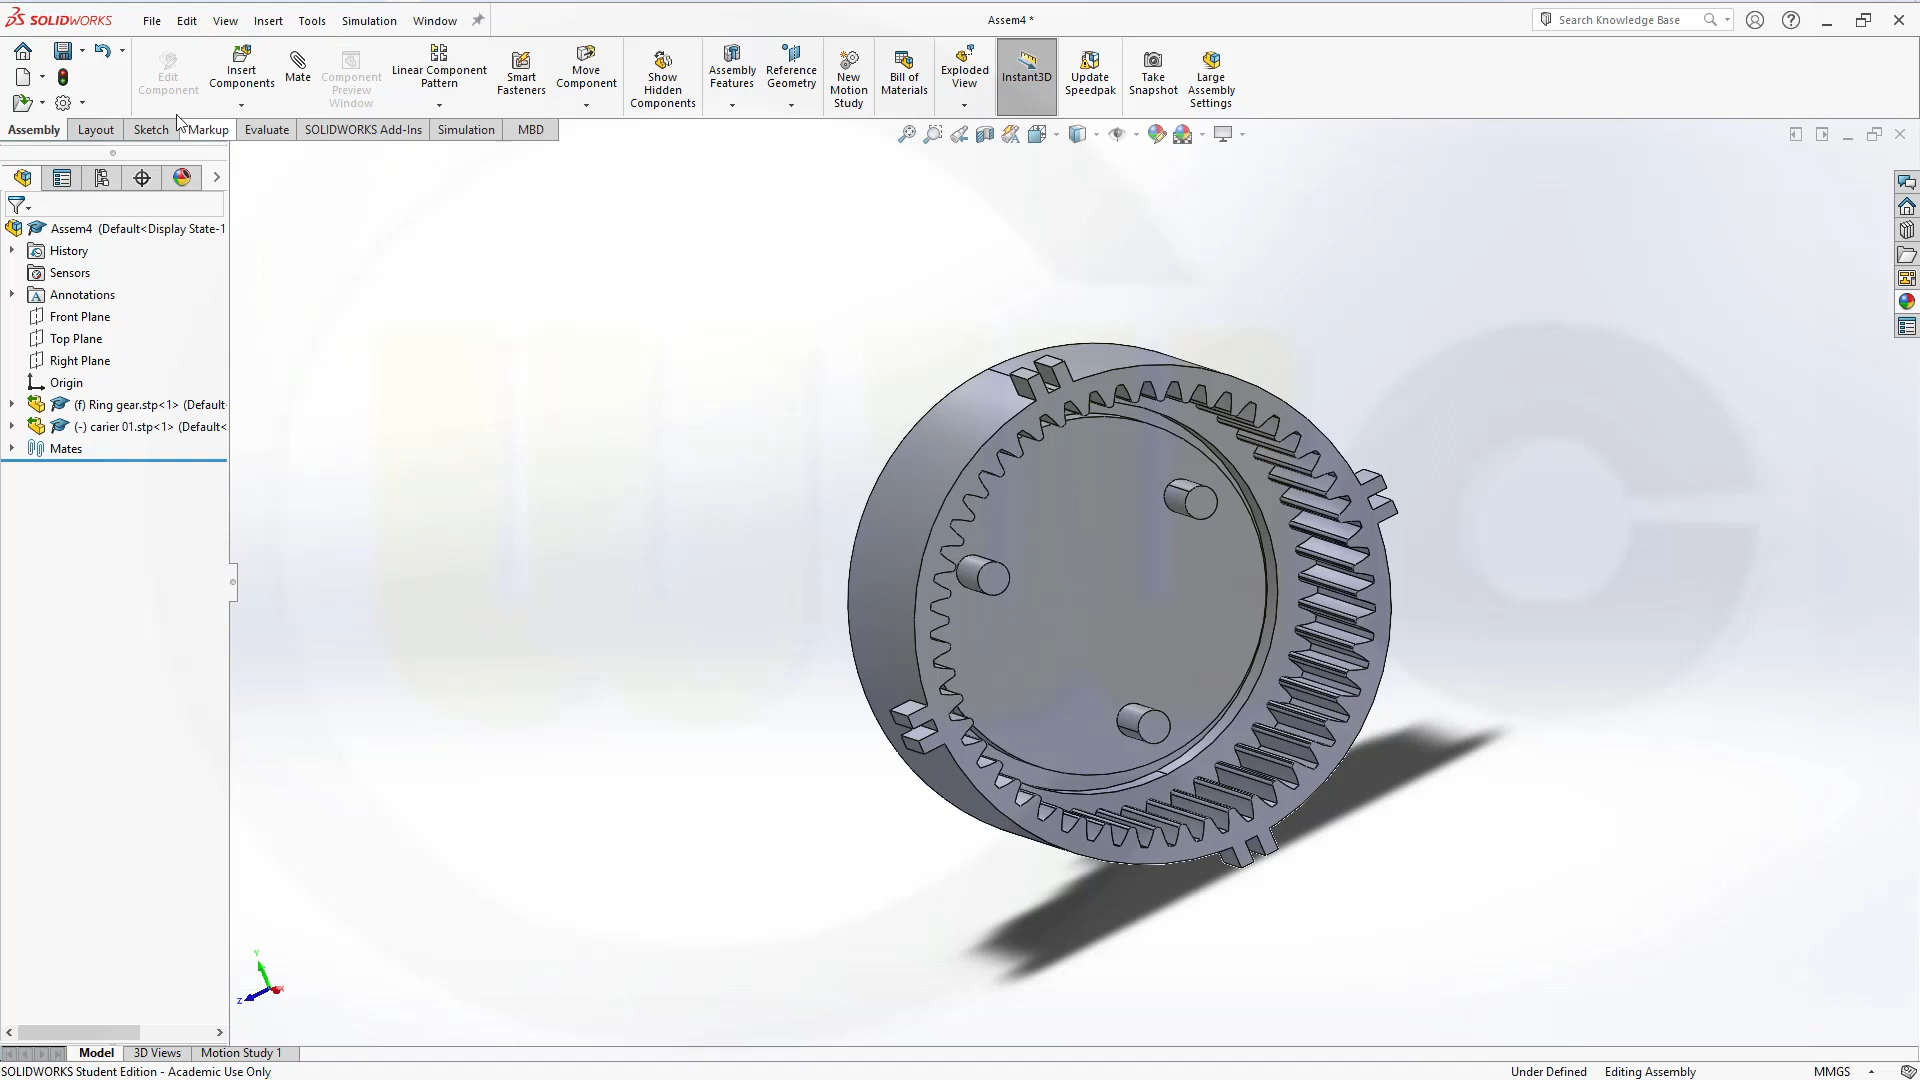 SOLIDWORKS
File Edit View Insert Tools Simulation Window
Assem4 *
Search Knowledge Base
Edit Component
Insert Components
Mate
Component Preview Window
Linear Component Pattern
Smart Fasteners
Move Component
Show Hidden Components
Assembly Features
Reference Geometry
New Motion Study
Bill of Materials
Exploded View
Instant3D
Update Speedpak
Take Snapshot
Large Assembly Settings
Assembly Layout Sketch Markup Evaluate SOLIDWORKS Add-Ins Simulation MBD
Assem4 (Default<Display State-1
History
Sensors
Annotations
Front Plane
Top Plane
Right Plane
Origin
(f) Ring gear.stp<1> (Default
(-) carier 01.stp<1> (Default<
Mates
Y
Z
X
Model 3D Views Motion Study 1
SOLIDWORKS Student Edition - Academic Use Only
Under Defined Editing Assembly MMGS